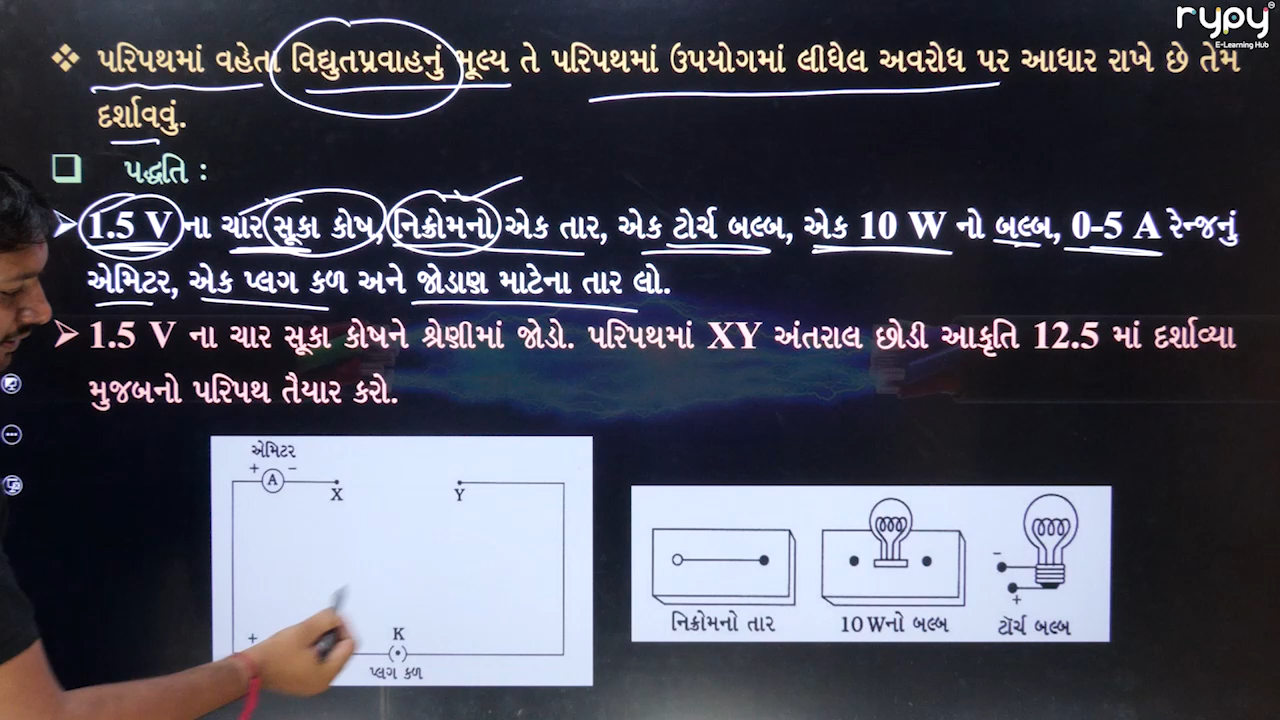 rypy
E-Learning Hub
❖ પરિપથમાં વહેતા વિદ્યુતપ્રવાહનું મૂલ્ય તે પરિપથમાં ઉપયોગમાં લીધેલ અવરોધ પર આધાર રાખે છે તેમ
દર્શાવવું.
❑ પદ્ધતિ :
➢ 1.5 V ના ચાર સૂકા કોષ, નિક્રોમનો એક તાર, એક ટોર્ચ બલ્બ, એક 10 W નો બલ્બ, 0-5 A રેન્જનું
એમિટર, એક પ્લગ કળ અને જોડાણ માટેના તાર લો.
➢ 1.5 V ના ચાર સૂકા કોષને શ્રેણીમાં જોડો. પરિપથમાં XY અંતરાલ છોડી આકૃતિ 12.5 માં દર્શાવ્યા
મુજબનો પરિપથ તૈયાર કરો.
એમિટર
+ −
A
X Y
+
K
પ્લગ કળ
−
+
નિક્રોમનો તાર 10 Wનો બલ્બ ટૉર્ચ બલ્બ